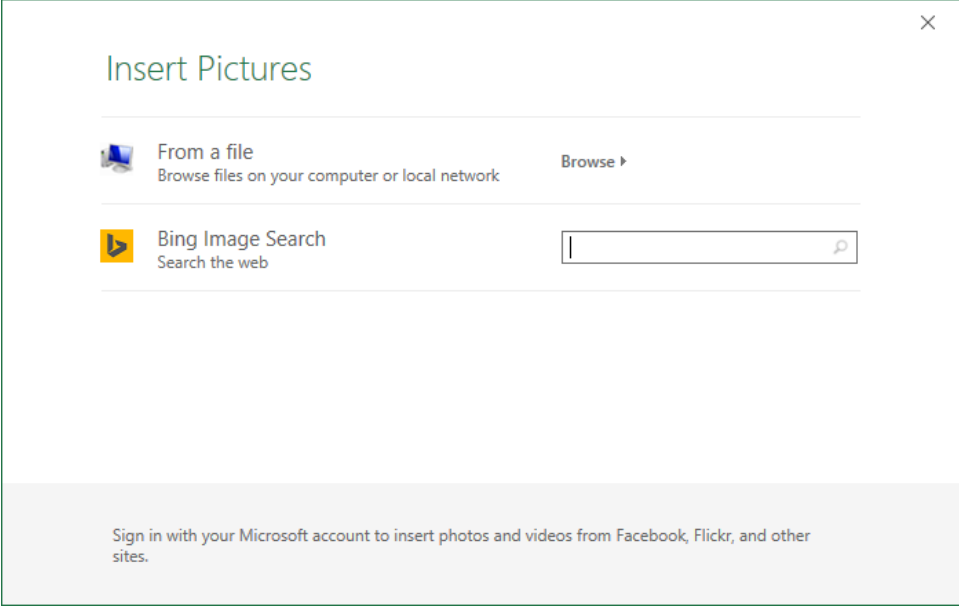 Insert Pictures
From a file
Browse files on your computer or local network
Browse
Bing Image Search
Search the web
Sign in with your Microsoft account to insert photos and videos from Facebook, Flickr, and other
sites.